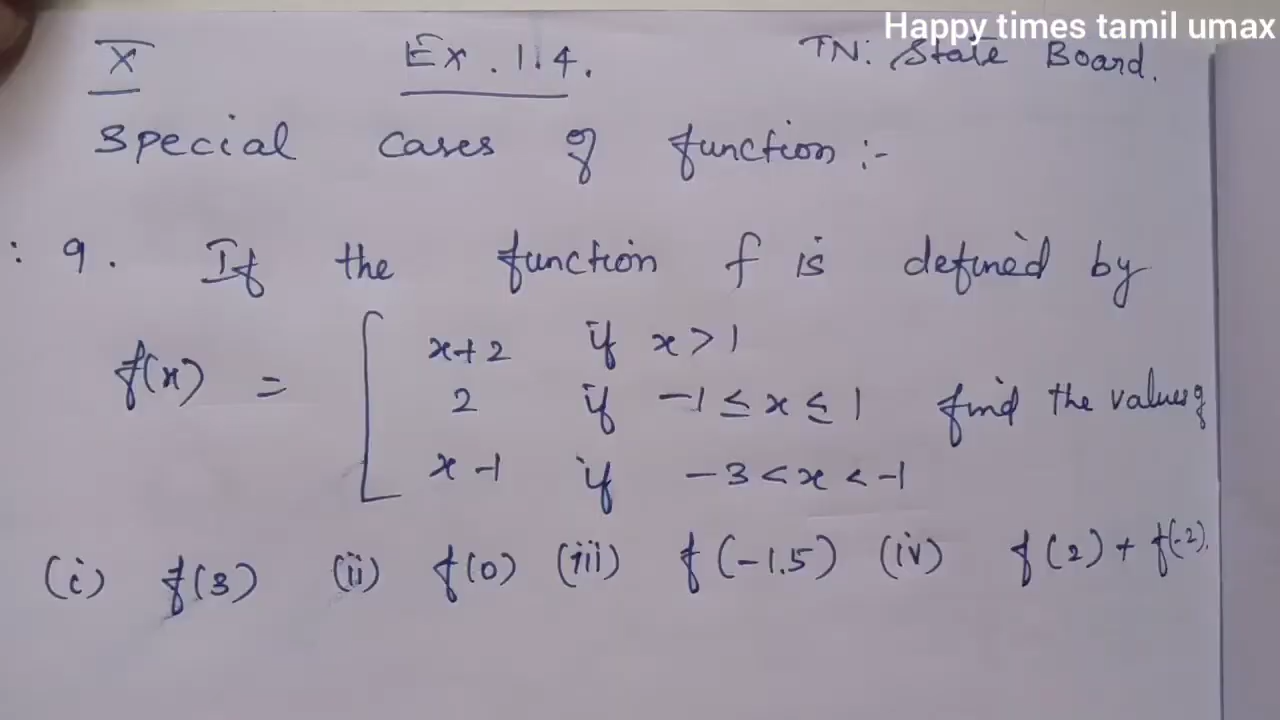 Happy times tamil umax
X Ex. 1.4. TN: State Board.
Special cases of function :-
: 9. If the function f is defined by
f(x) = [ x+2 if x > 1
2 if -1 ≤ x ≤ 1 find the values of
x-1 if -3 < x < -1
(i) f(3) (ii) f(0) (iii) f(-1.5) (iv) f(2) + f(-2).